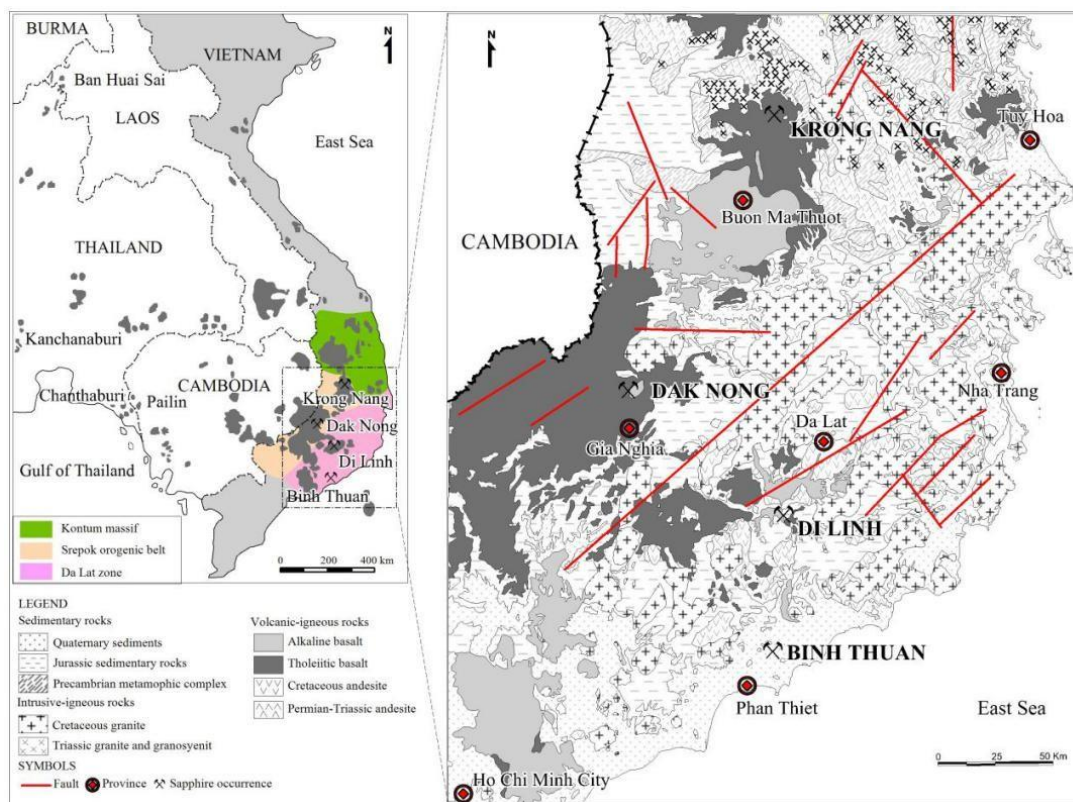 BURMA
N
VIETNAM
Ban Huai Sai
LAOS
East Sea
THAILAND
Kanchanaburi
CAMBODIA
Chanthaburi
Pailin
Krong Nang
Dak Nong
Gulf of Thailand
Di Linh
Binh Thuan
Kontum massif
Srepok orogenic belt
Da Lat zone
0 200 400 km
LEGEND
Sedimentary rocks
Quaternary sediments
Jurassic sedimentary rocks
Precambrian metamophic complex
Intrusive-igneous rocks
Cretaceous granite
Triassic granite and granosyenit
Volcanic-igneous rocks
Alkaline basalt
Tholeiitic basalt
Cretaceous andesite
Permian-Triassic andesite
SYMBOLS
Fault Province Sapphire occurrence
N
KRONG NANG
Tuy Hoa
Buon Ma Thuot
CAMBODIA
DAK NONG
Nha Trang
Gia Nghia
Da Lat
DI LINH
BINH THUAN
Phan Thiet
East Sea
0 25 50 Km
Ho Chi Minh City